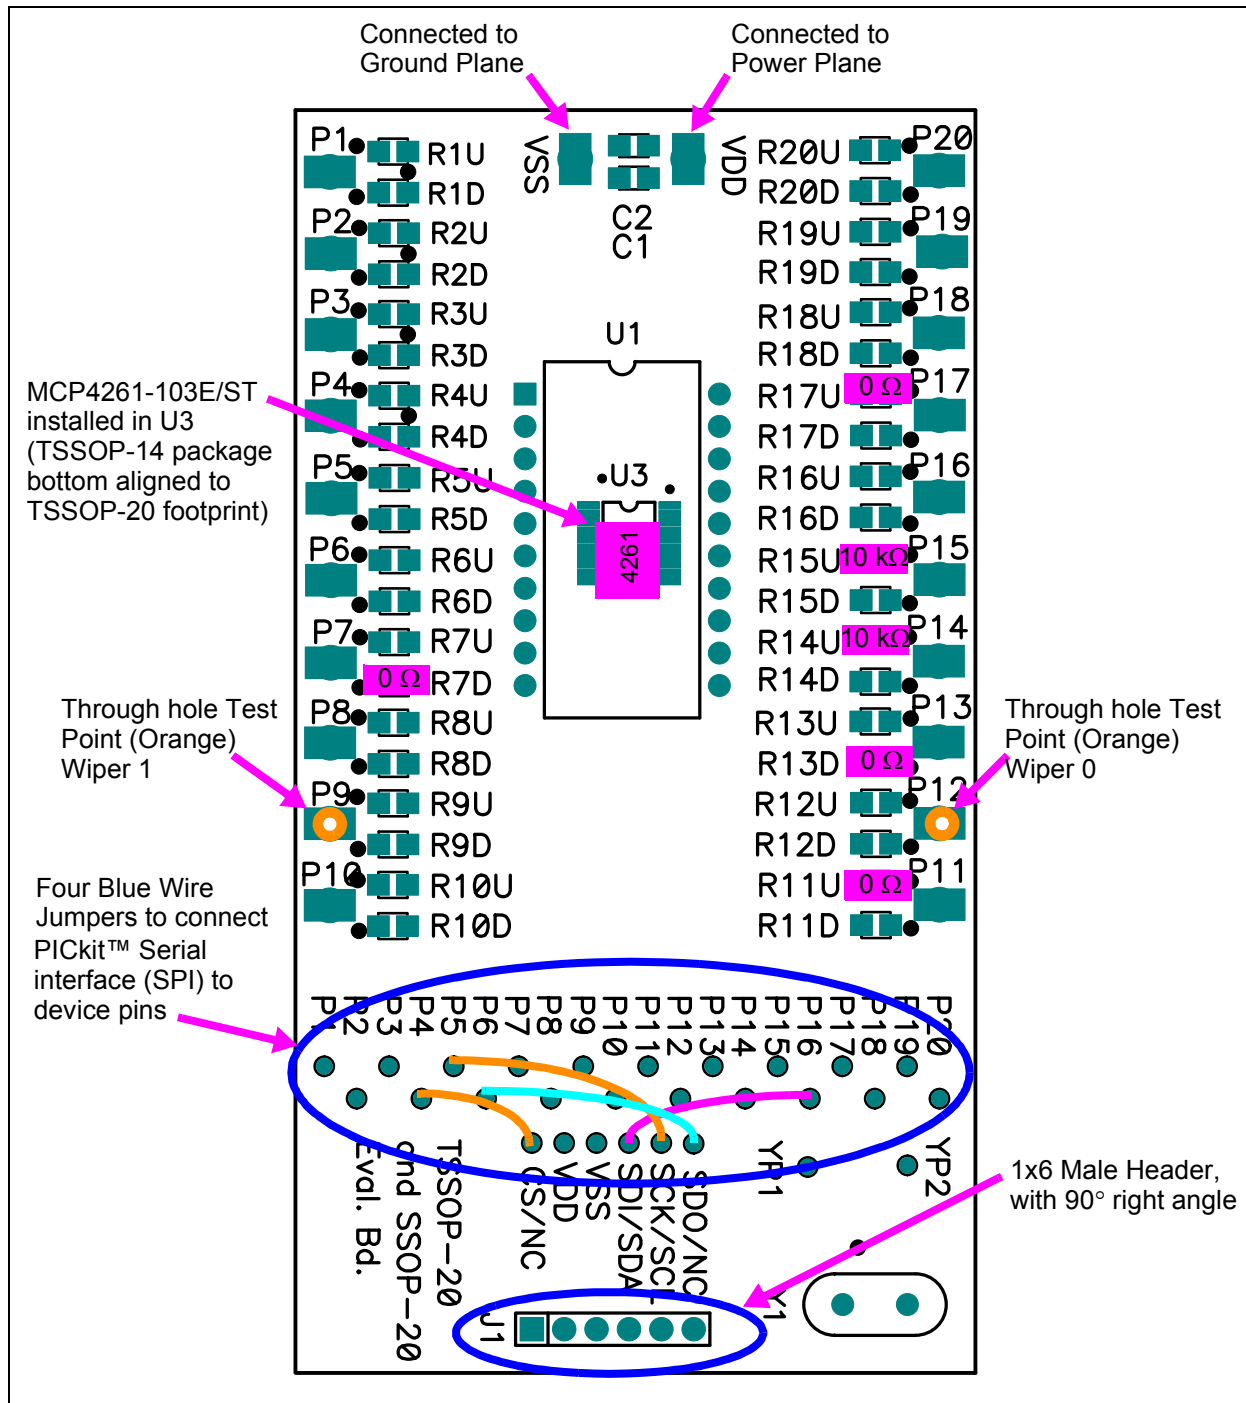 Connected to
Ground Plane
Connected to
Power Plane
P1
R1U
R1D
P2
R2U
R2D
P3
R3U
R3D
P4
R4U
R4D
P5
R5U
R5D
P6
R6U
R6D
P7
R7U
0 Ω
R7D
P8
R8U
R8D
P9
R9U
R9D
P10
R10U
R10D
VSS
VDD
C2
C1
U1
U3
4261
R20U
P20
R20D
R19U
P19
R19D
R18U
P18
R18D
R17U
0 Ω
P17
R17D
R16U
P16
R16D
R15U
10 kΩ
P15
R15D
R14U
10 kΩ
P14
R14D
R13U
P13
R13D
0 Ω
R12U
P12
R12D
R11U
0 Ω
P11
R11D
MCP4261-103E/ST
installed in U3
(TSSOP-14 package
bottom aligned to
TSSOP-20 footprint)
Through hole Test
Point (Orange)
Wiper 1
Through hole Test
Point (Orange)
Wiper 0
Four Blue Wire
Jumpers to connect
PICkit™ Serial
interface (SPI) to
device pins
P1
P2
P3
P4
P5
P6
P7
P8
P9
P10
P11
P12
P13
P14
P15
P16
P17
P18
P19
P20
TSSOP-20
and SSOP-20
Eval. Bd.
CS/NC
VDD
VSS
SDI/SDA
SCK/SCL
SDO/NC
YP1
YP2
1x6 Male Header,
with 90° right angle
J1
Y1